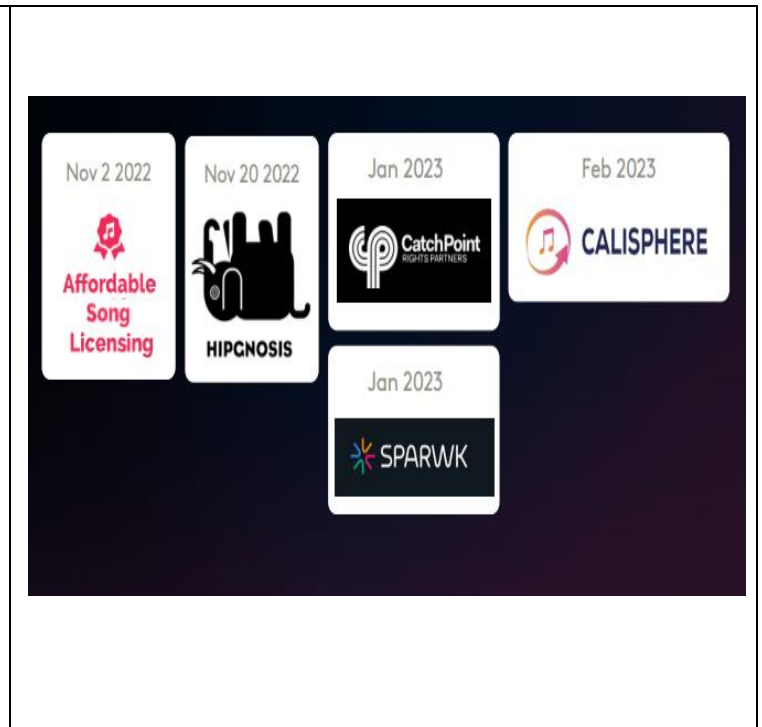 Nov 2 2022
Affordable
Song
Licensing
Nov 20 2022
HIPGNOSIS
Jan 2023
CatchPoint
RIGHTS PARTNERS
Jan 2023
SPARWK
Feb 2023
CALISPHERE